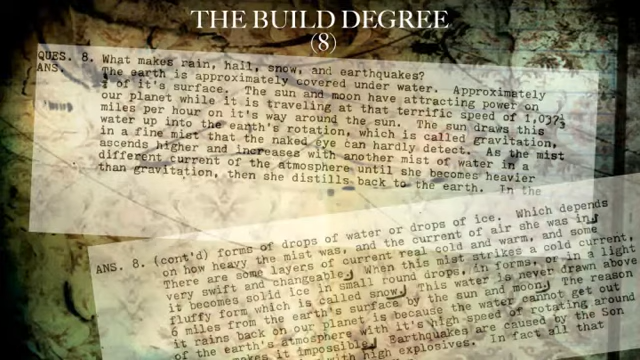 THE BUILD DEGREE
(8)
QUES. 8. What makes rain, hail, snow, and earthquakes?
ANS. The earth is approximately covered under water. Approximately
¾ of it's surface. The sun and moon have attracting power on
our planet while it is traveling at that terrific speed of 1,037⅓
miles per hour on it's way around the sun. The sun draws this
water up into the earth's rotation, which is called gravitation,
in a fine mist that the naked eye can hardly detect. As the mist
ascends higher and increases with another mist of water in a
different current of the atmosphere until she becomes heavier
than gravitation, then she distills back to the earth. In the
ANS. 8. (cont'd) forms of drops of water or drops of ice. Which depends
on how heavy the mist was, and the current of air she was in.
There are some layers of current real cold and warm, and some
very swift and changeable. When this mist strikes a cold current,
it becomes solid ice in small round drops, in forms, or in a light
fluffy form which is called snow. This water is never drawn above
6 miles from the earth's surface by the sun and moon. The reason
it rains back on our planet is because the water cannot get out
of the earth's atmosphere with it's high speed of rotating around
makes it impossible. Earthquakes are caused by the Son
with high explosives. In fact all that